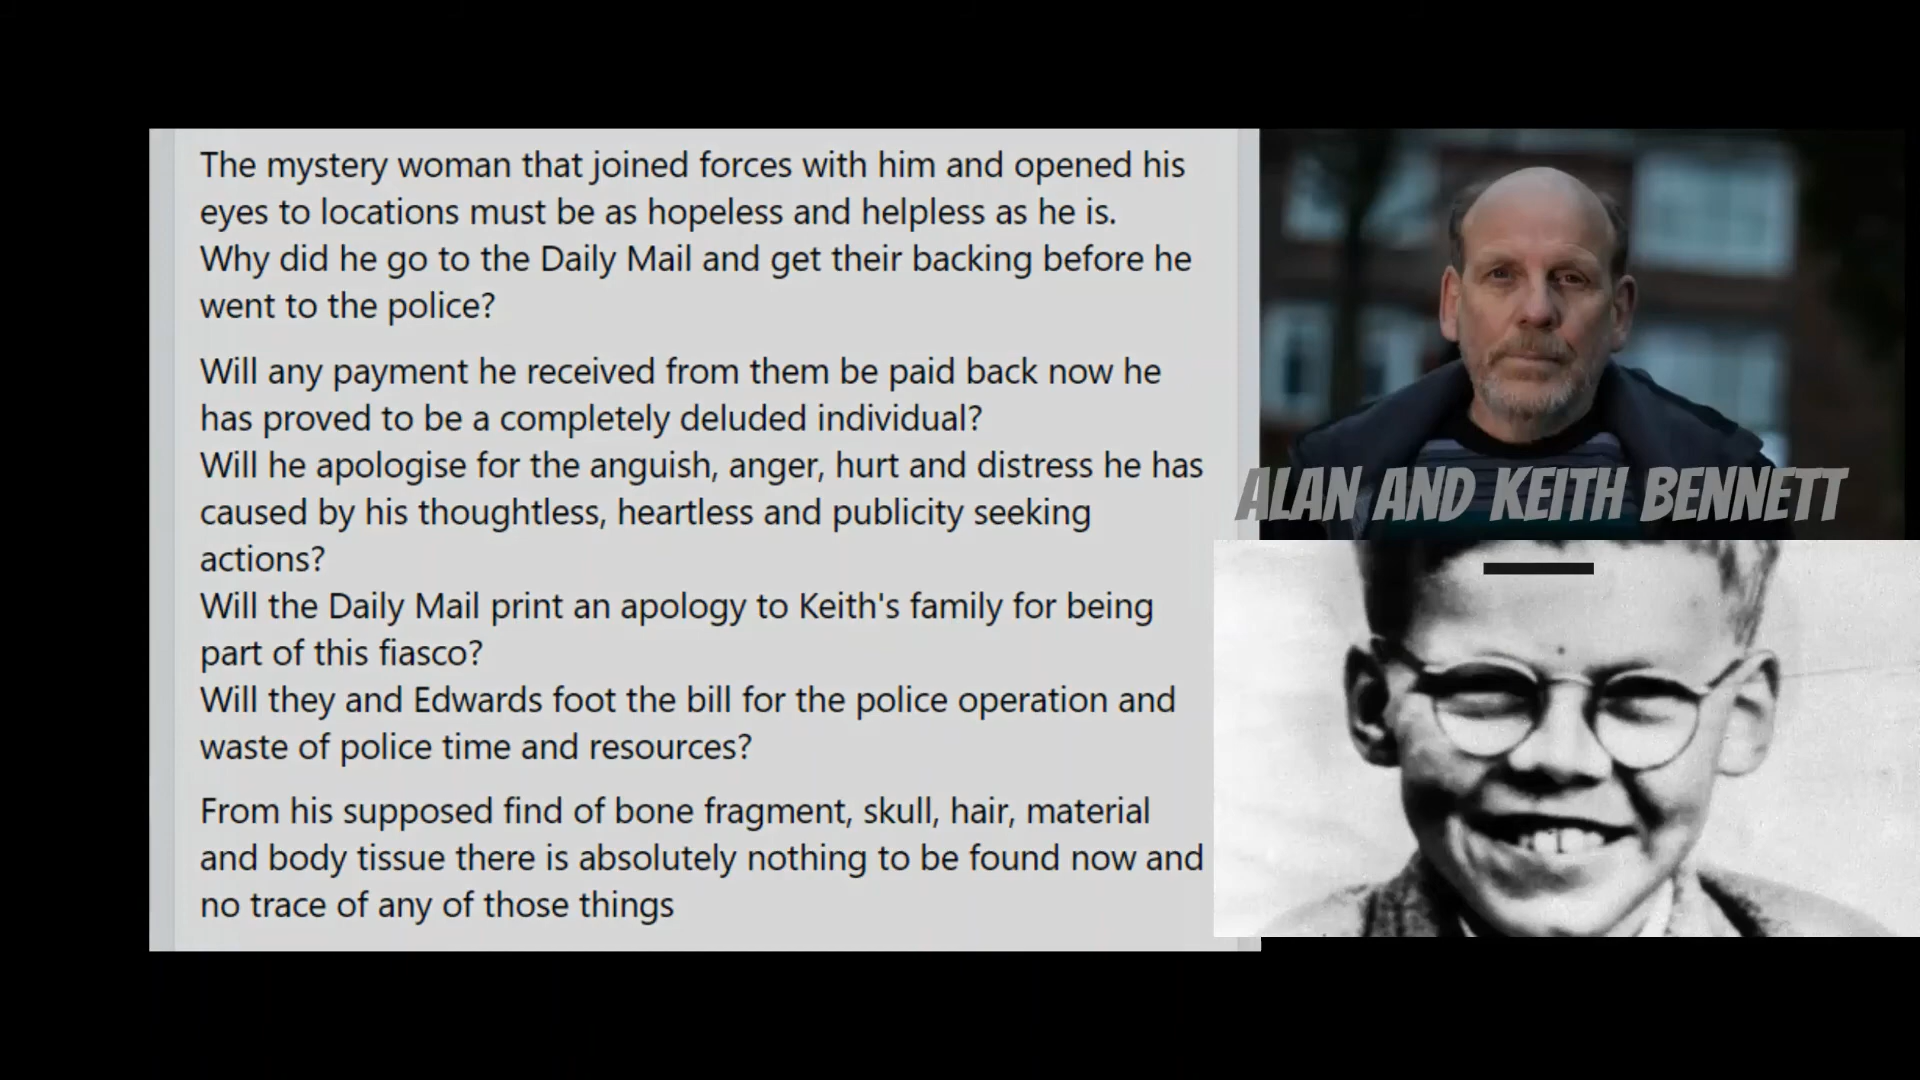 The mystery woman that joined forces with him and opened his
eyes to locations must be as hopeless and helpless as he is.
Why did he go to the Daily Mail and get their backing before he
went to the police?
Will any payment he received from them be paid back now he
has proved to be a completely deluded individual?
Will he apologise for the anguish, anger, hurt and distress he has
caused by his thoughtless, heartless and publicity seeking
actions?
Will the Daily Mail print an apology to Keith's family for being
part of this fiasco?
Will they and Edwards foot the bill for the police operation and
waste of police time and resources?
From his supposed find of bone fragment, skull, hair, material
and body tissue there is absolutely nothing to be found now and
no trace of any of those things
ALAN AND KEITH BENNETT